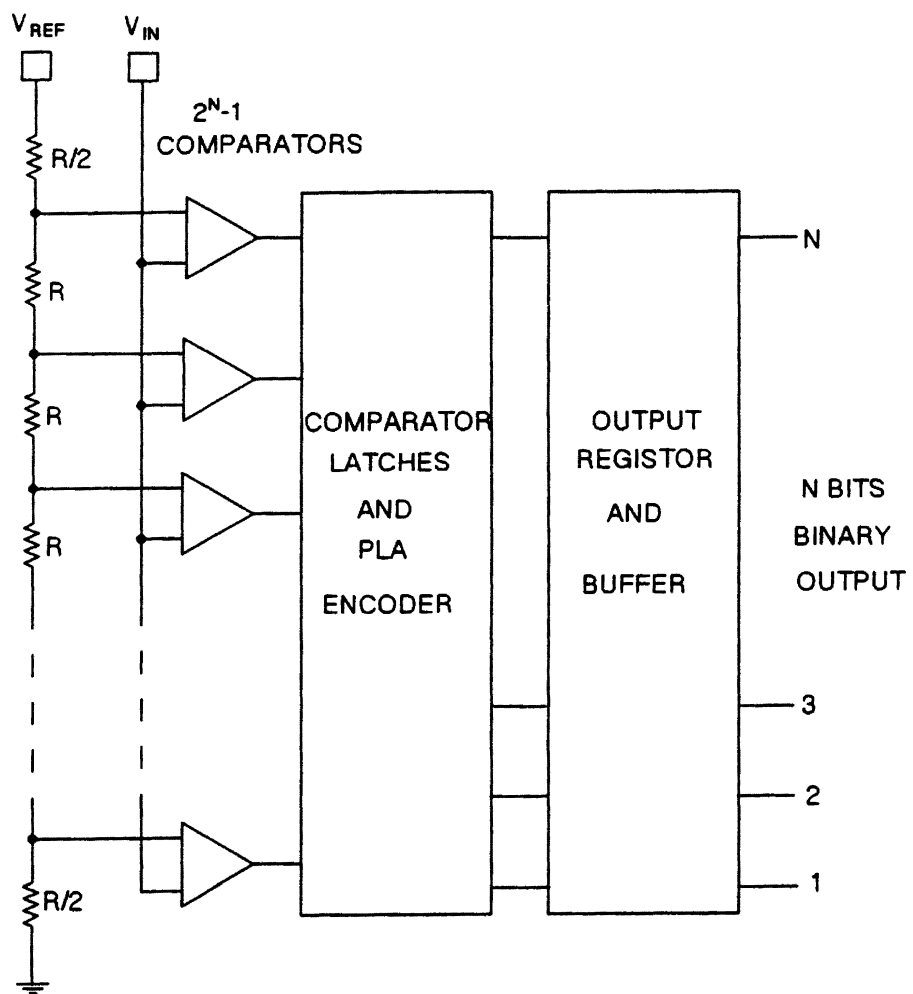 V_REF
V_IN
2^N-1
COMPARATORS
R/2
R
R
R
R/2
COMPARATOR
LATCHES
AND
PLA
ENCODER
OUTPUT
REGISTOR
AND
BUFFER
N
N BITS
BINARY
OUTPUT
3
2
1